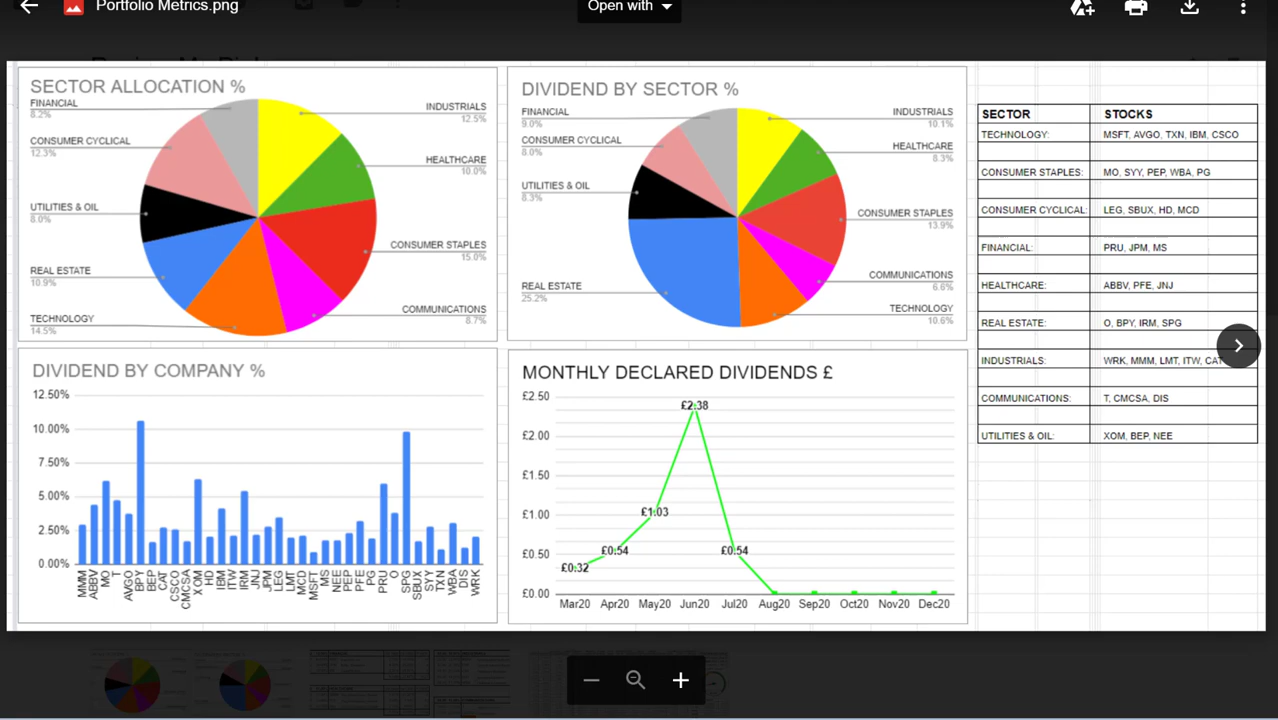 Portfolio Metrics.png
Open with
SECTOR ALLOCATION %
FINANCIAL
8.2%
CONSUMER CYCLICAL
12.3%
UTILITIES & OIL
8.0%
REAL ESTATE
10.9%
TECHNOLOGY
14.5%
INDUSTRIALS
12.5%
HEALTHCARE
10.0%
CONSUMER STAPLES
15.0%
COMMUNICATIONS
8.7%
DIVIDEND BY SECTOR %
FINANCIAL
9.0%
CONSUMER CYCLICAL
8.0%
UTILITIES & OIL
8.3%
REAL ESTATE
25.2%
INDUSTRIALS
10.1%
HEALTHCARE
8.3%
CONSUMER STAPLES
13.9%
COMMUNICATIONS
6.6%
TECHNOLOGY
10.6%
SECTOR STOCKS
TECHNOLOGY: MSFT, AVGO, TXN, IBM, CSCO
CONSUMER STAPLES: MO, SYY, PEP, WBA, PG
CONSUMER CYCLICAL: LEG, SBUX, HD, MCD
FINANCIAL: PRU, JPM, MS
HEALTHCARE: ABBV, PFE, JNJ
REAL ESTATE: O, BPY, IRM, SPG
INDUSTRIALS: WRK, MMM, LMT, ITW, CAT
COMMUNICATIONS: T, CMCSA, DIS
UTILITIES & OIL: XOM, BEP, NEE
DIVIDEND BY COMPANY %
12.50%
10.00%
7.50%
5.00%
2.50%
0.00%
MMM ABBV MO T AVGO BPY BEP CAT CSCO CMCSA XOM HD IBM ITW IRM JNJ JPM LEG LMT MCD MSFT MS NEE PEP PFE PG PRU O SPG SBUX SYY TXN WBA DIS WRK
MONTHLY DECLARED DIVIDENDS £
£2.50
£2.00
£1.50
£1.00
£0.50
£0.00
£0.32
£0.54
£1.03
£2.38
£0.54
Mar20 Apr20 May20 Jun20 Jul20 Aug20 Sep20 Oct20 Nov20 Dec20